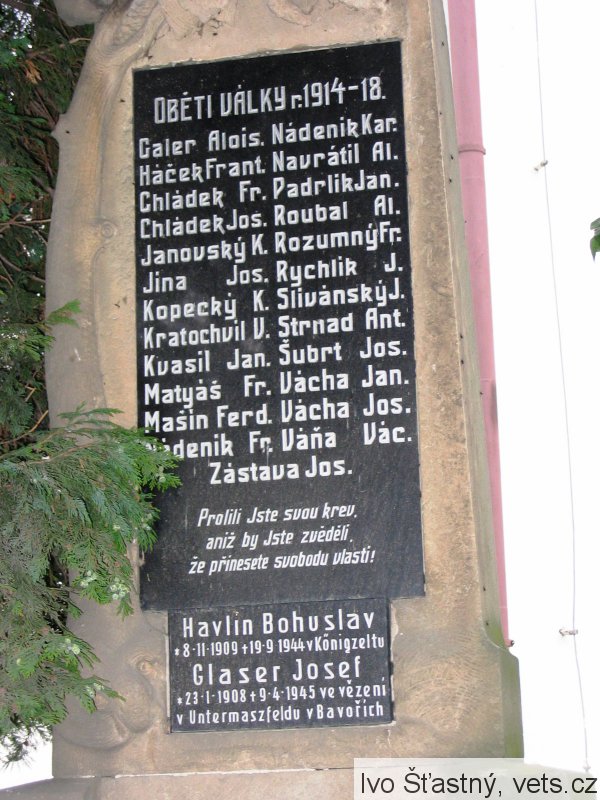 OBĚTI VÁLKY r. 1914-18.
Galer Alois. Nádeník Kar.
Háček Frant. Navrátil Al.
Chládek Fr. Padrlík Jan.
Chládek Jos. Roubal Al.
Janovský K. Rozumný Fr.
Jína Jos. Rychlík J.
Kopecký K. Slivánský J.
Kratochvil V. Strnad Ant.
Kvasil Jan. Šubrt Jos.
Matyáš Fr. Vácha Jan.
Mašín Ferd. Vácha Jos.
Nádeník Fr. Váňa Vác.
Zástava Jos.
Prolili Jste svou krev,
aniž by Jste zvěděli,
že přinesete svobodu vlasti!
Havlín Bohuslav
*8·11·1909 †19·9·1944 v Königzeltu
Glaser Josef
*23·1·1908 †9·4·1945 ve vězení
v Untermaszfeldu v Bavořích
Ivo Šťastný, vets.cz